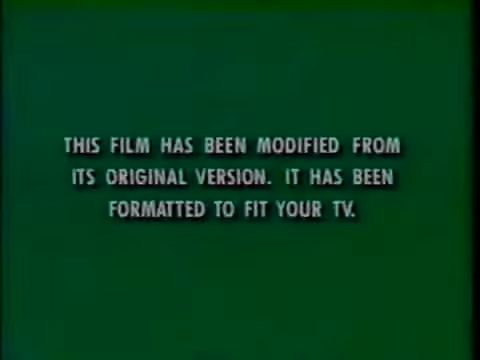 THIS FILM HAS BEEN MODIFIED FROM
ITS ORIGINAL VERSION. IT HAS BEEN
FORMATTED TO FIT YOUR TV.